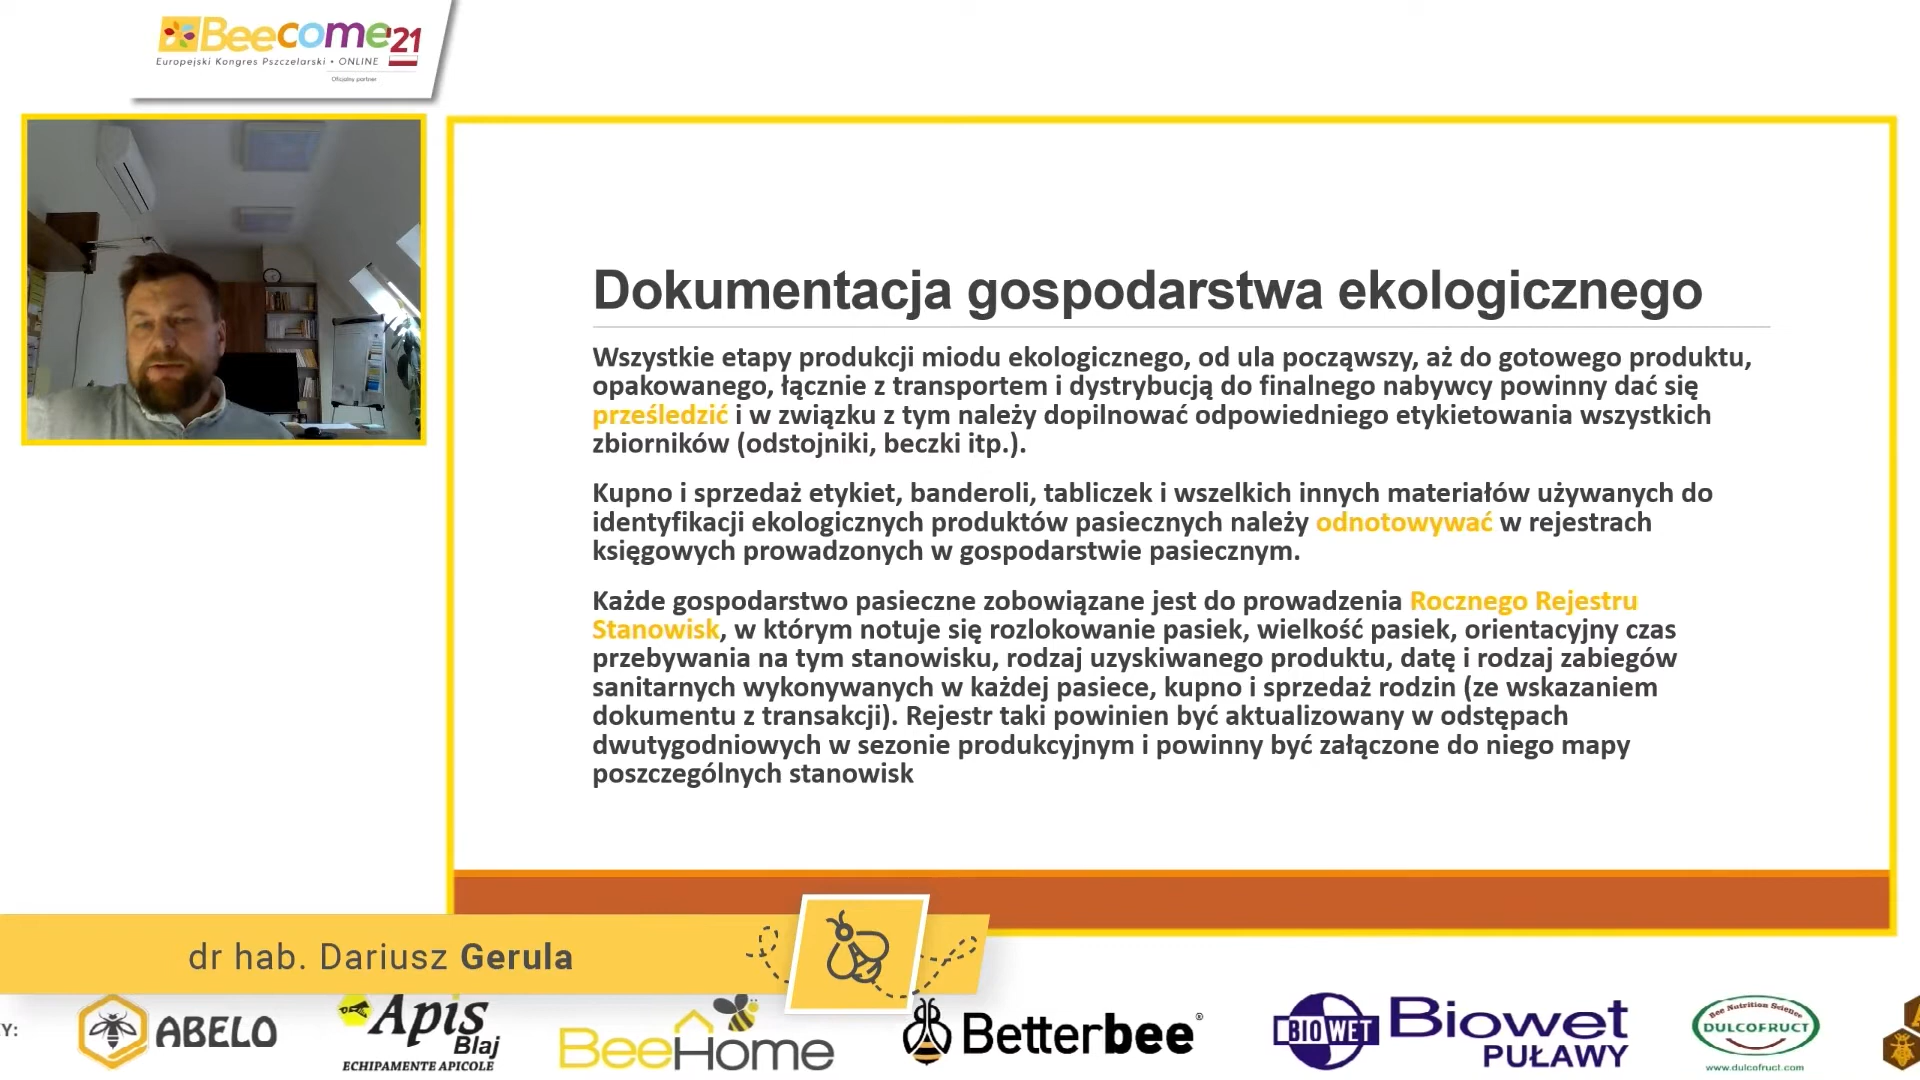 Beecome'21
Europejski Kongres Pszczelarski • ONLINE
Oficjalny partner
Dokumentacja gospodarstwa ekologicznego
Wszystkie etapy produkcji miodu ekologicznego, od ula począwszy, aż do gotowego produktu,
opakowanego, łącznie z transportem i dystrybucją do finalnego nabywcy powinny dać się
prześledzić i w związku z tym należy dopilnować odpowiedniego etykietowania wszystkich
zbiorników (odstojniki, beczki itp.).
Kupno i sprzedaż etykiet, banderoli, tabliczek i wszelkich innych materiałów używanych do
identyfikacji ekologicznych produktów pasiecznych należy odnotowywać w rejestrach
księgowych prowadzonych w gospodarstwie pasiecznym.
Każde gospodarstwo pasieczne zobowiązane jest do prowadzenia Rocznego Rejestru
Stanowisk, w którym notuje się rozlokowanie pasiek, wielkość pasiek, orientacyjny czas
przebywania na tym stanowisku, rodzaj uzyskiwanego produktu, datę i rodzaj zabiegów
sanitarnych wykonywanych w każdej pasiece, kupno i sprzedaż rodzin (ze wskazaniem
dokumentu z transakcji). Rejestr taki powinien być aktualizowany w odstępach
dwutygodniowych w sezonie produkcyjnym i powinny być załączone do niego mapy
poszczególnych stanowisk
dr hab. Dariusz Gerula
Y:
ABELO
Apis
Blaj
ECHIPAMENTE APICOLE
BeeHome
Betterbee®
BIOWET
Biowet
PUŁAWY
Bee Nutrition Science
DULCOFRUCT
www.dulcofruct.com